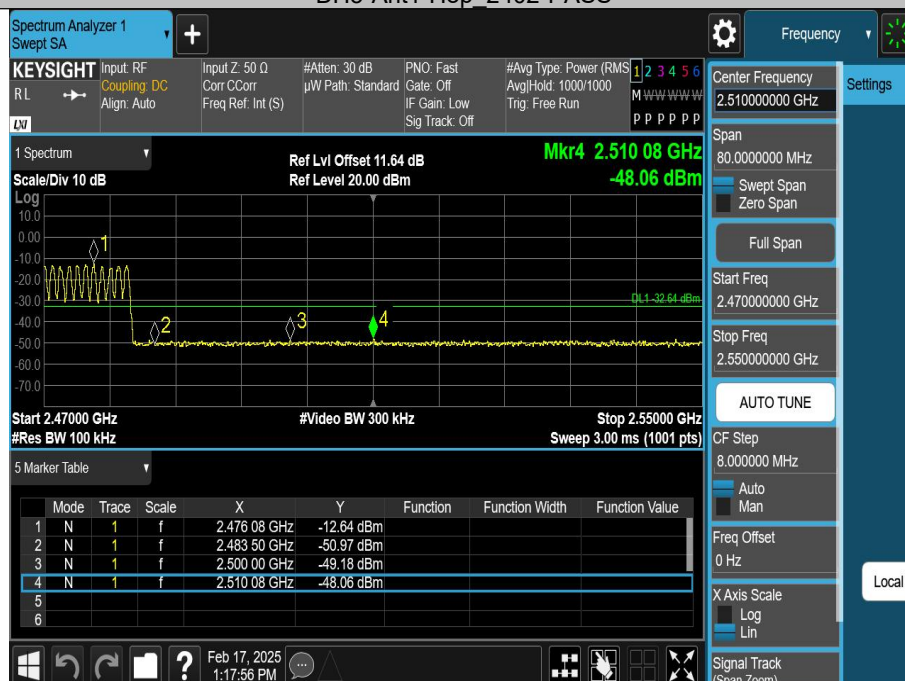 Spectrum Analyzer 1
Swept SA
+
Frequency
KEYSIGHT
RL
LXI
Input: RF
Coupling: DC
Align: Auto
Input Z: 50 Ω
Corr CCorr
Freq Ref: Int (S)
#Atten: 30 dB
µW Path: Standard
PNO: Fast
Gate: Off
IF Gain: Low
Sig Track: Off
#Avg Type: Power (RMS
Avg|Hold: 1000/1000
Trig: Free Run
1 2 3 4 5 6
M W W W W W
P P P P P P
1 Spectrum
Scale/Div 10 dB
Ref Lvl Offset 11.64 dB
Ref Level 20.00 dBm
Mkr4 2.510 08 GHz
-48.06 dBm
Log
10.0
0.00
-10.0
-20.0
-30.0
-40.0
-50.0
-60.0
-70.0
1
2
3
4
DL1 -32.64 dBm
Start 2.47000 GHz
#Res BW 100 kHz
#Video BW 300 kHz
Stop 2.55000 GHz
Sweep 3.00 ms (1001 pts)
5 Marker Table
Mode Trace Scale X Y Function Function Width Function Value
1 N 1 f 2.476 08 GHz -12.64 dBm
2 N 1 f 2.483 50 GHz -50.97 dBm
3 N 1 f 2.500 00 GHz -49.18 dBm
4 N 1 f 2.510 08 GHz -48.06 dBm
5
6
Feb 17, 2025
1:17:56 PM
?
Center Frequency
2.510000000 GHz
Settings
Span
80.0000000 MHz
Swept Span
Zero Span
Full Span
Start Freq
2.470000000 GHz
Stop Freq
2.550000000 GHz
AUTO TUNE
CF Step
8.000000 MHz
Auto
Man
Freq Offset
0 Hz
X Axis Scale
Log
Lin
Local
Signal Track
(Span Zoom)